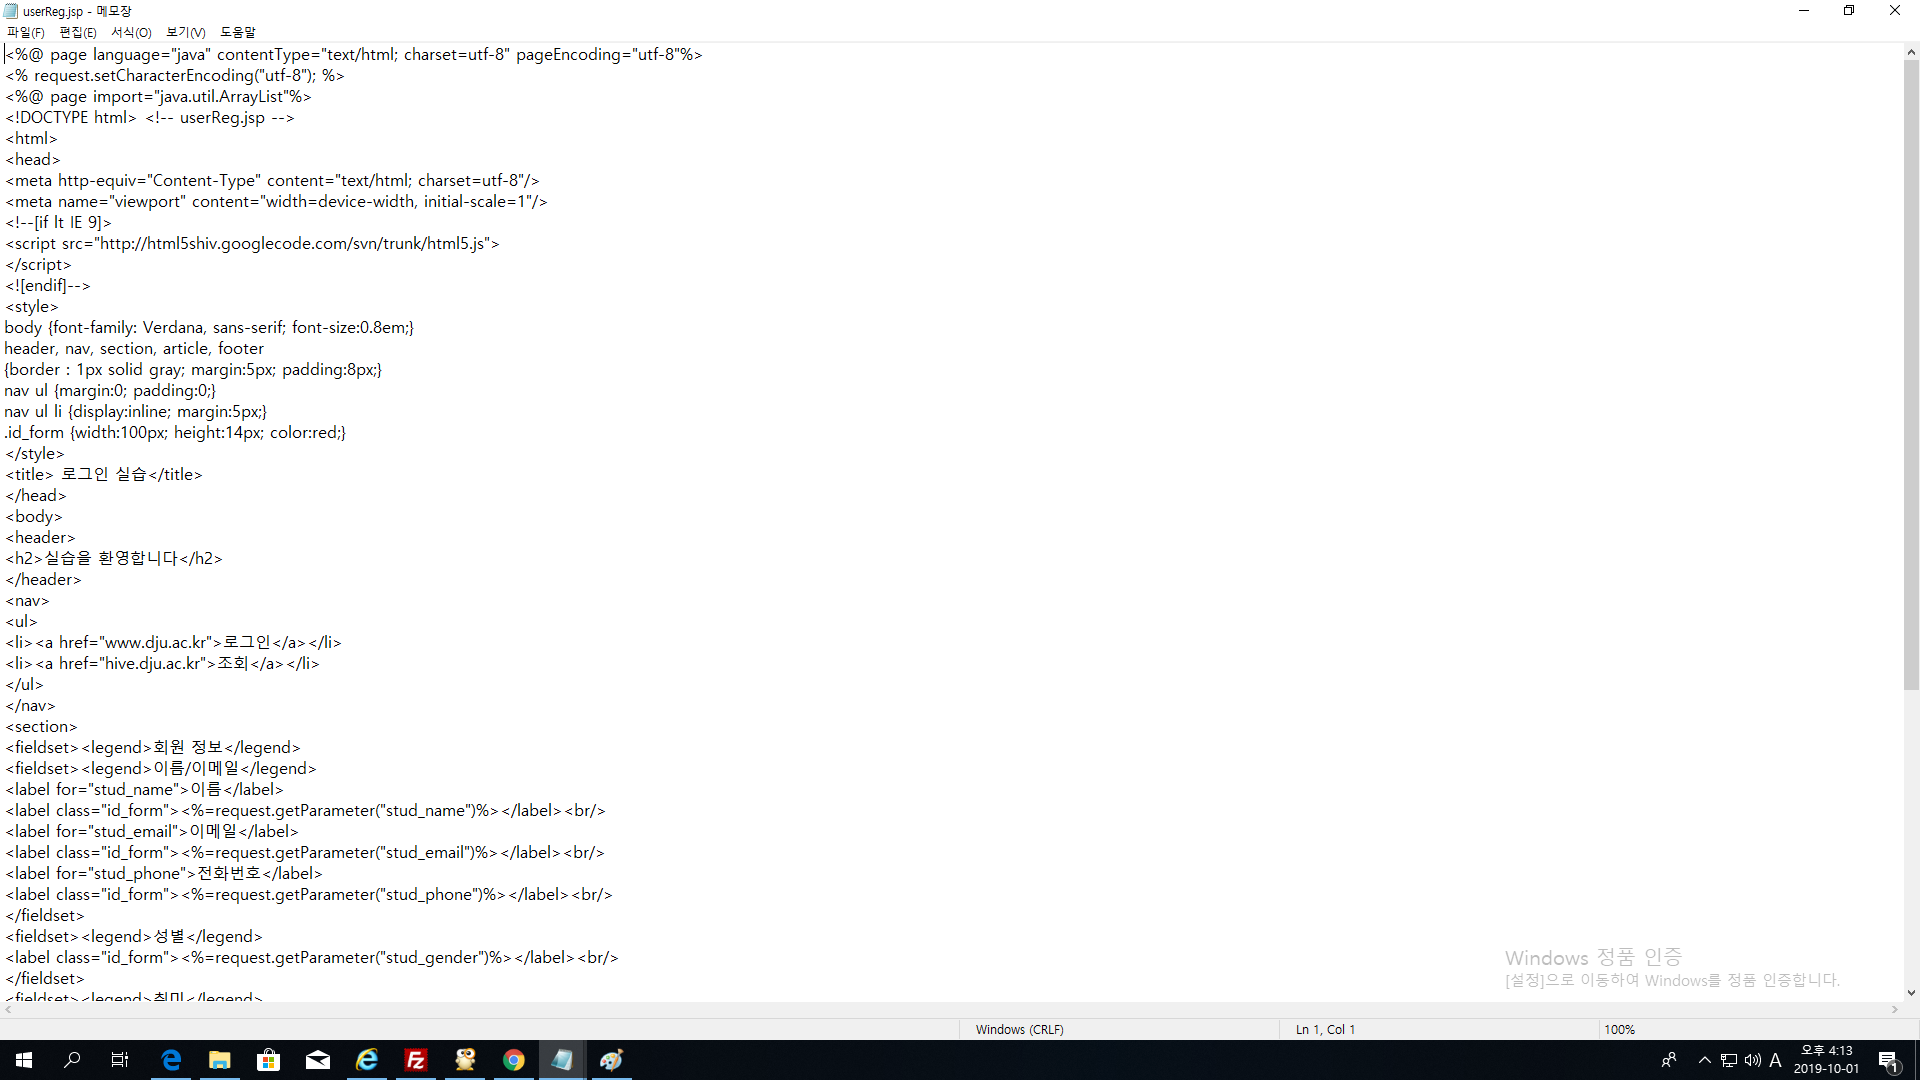 userReg.jsp - 메모장
파일(F) 편집(E) 서식(O) 보기(V) 도움말
<%@ page language="java" contentType="text/html; charset=utf-8" pageEncoding="utf-8"%>
<% request.setCharacterEncoding("utf-8"); %>
<%@ page import="java.util.ArrayList"%>
<!DOCTYPE html> <!-- userReg.jsp -->
<html>
<head>
<meta http-equiv="Content-Type" content="text/html; charset=utf-8"/>
<meta name="viewport" content="width=device-width, initial-scale=1"/>
<!--[if lt IE 9]>
<script src="http://html5shiv.googlecode.com/svn/trunk/html5.js">
</script>
<![endif]-->
<style>
body {font-family: Verdana, sans-serif; font-size:0.8em;}
header, nav, section, article, footer
{border : 1px solid gray; margin:5px; padding:8px;}
nav ul {margin:0; padding:0;}
nav ul li {display:inline; margin:5px;}
.id_form {width:100px; height:14px; color:red;}
</style>
<title> 로그인 실습</title>
</head>
<body>
<header>
<h2>실습을 환영합니다</h2>
</header>
<nav>
<ul>
<li><a href="www.dju.ac.kr">로그인</a></li>
<li><a href="hive.dju.ac.kr">조회</a></li>
</ul>
</nav>
<section>
<fieldset><legend>회원 정보</legend>
<fieldset><legend>이름/이메일</legend>
<label for="stud_name">이름</label>
<label class="id_form"><%=request.getParameter("stud_name")%></label><br/>
<label for="stud_email">이메일</label>
<label class="id_form"><%=request.getParameter("stud_email")%></label><br/>
<label for="stud_phone">전화번호</label>
<label class="id_form"><%=request.getParameter("stud_phone")%></label><br/>
</fieldset>
<fieldset><legend>성별</legend>
<label class="id_form"><%=request.getParameter("stud_gender")%></label><br/>
</fieldset>
<fieldset><legend>취미</legend>
Windows 정품 인증
[설정]으로 이동하여 Windows를 정품 인증합니다.
Windows (CRLF) Ln 1, Col 1 100%
A 오후 4:13
2019-10-01
1